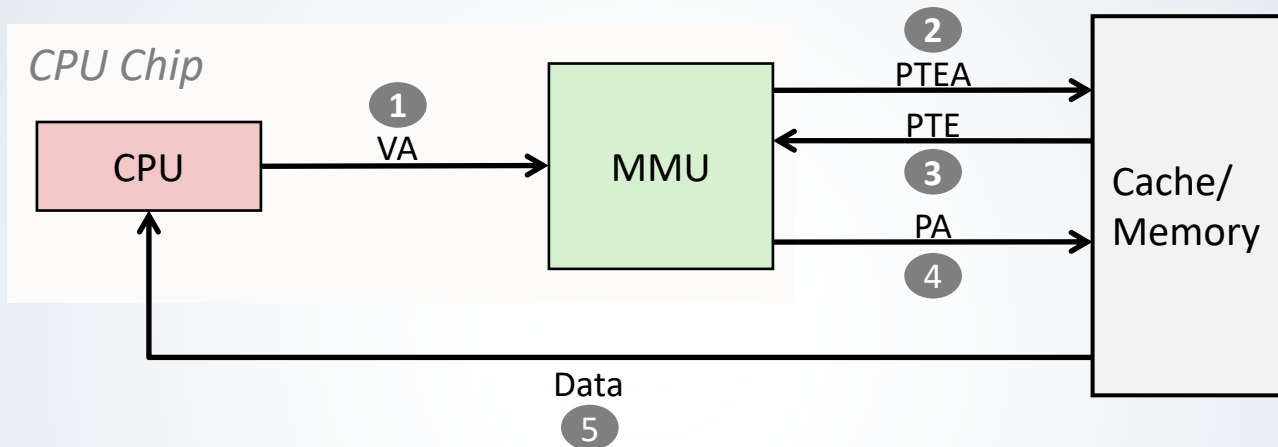 CPU Chip
CPU
1
VA
MMU
2
PTEA
PTE
3
PA
4
Cache/
Memory
Data
5